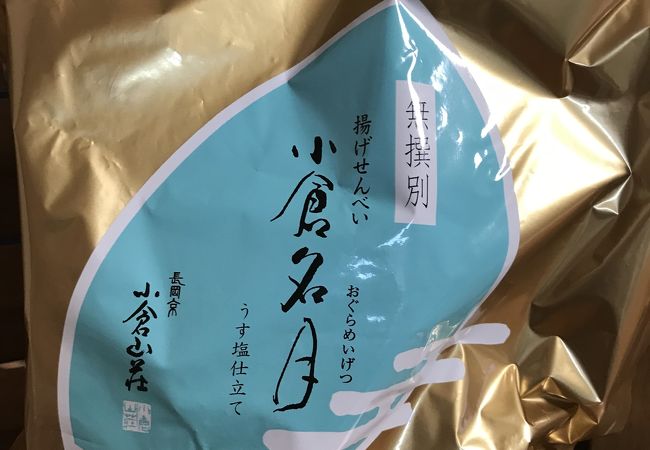 無撰別
揚げせんべい
小倉名月
おぐらめいげつ
うす塩仕立て
長岡京
小倉山荘